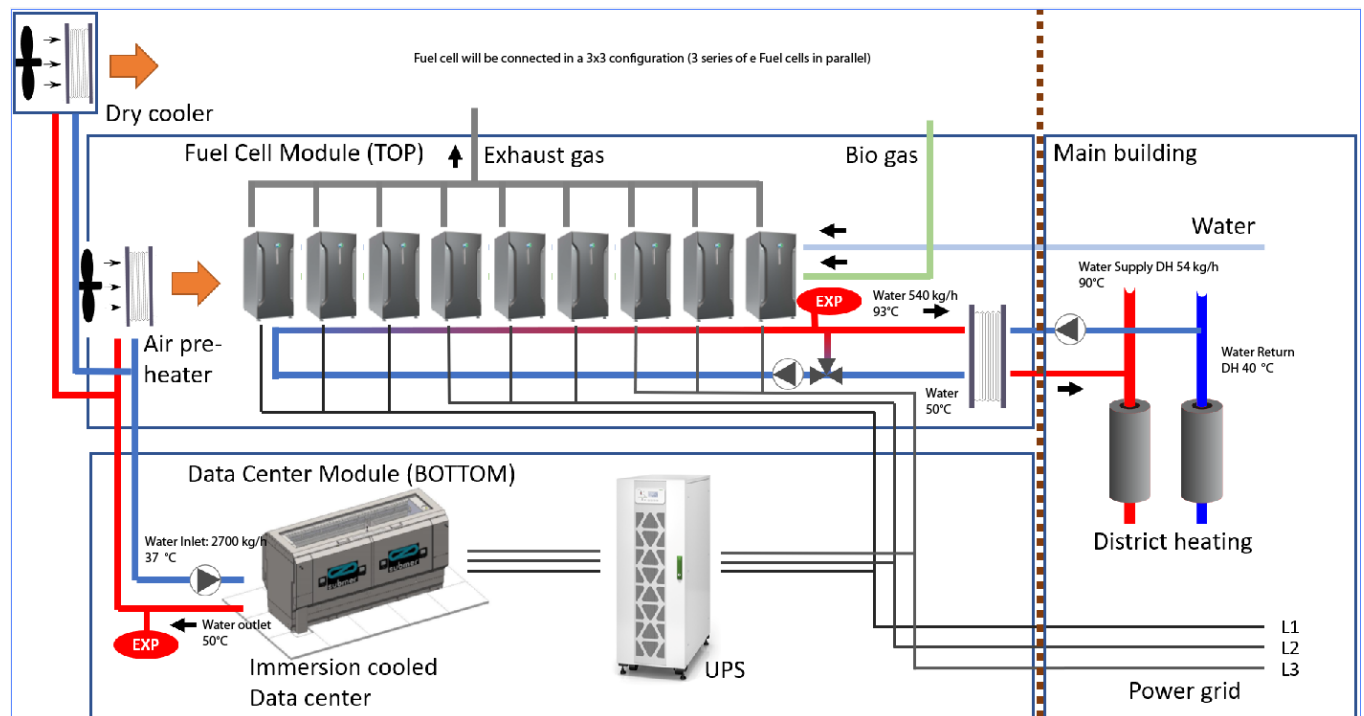 Fuel cell will be connected in a 3x3 configuration (3 series of e Fuel cells in parallel)
Dry cooler
Fuel Cell Module (TOP)
Exhaust gas
Bio gas
Main building
Water
Water Supply DH 54 kg/h
90°C
EXP
Water 540 kg/h
93°C
Air pre-
heater
Water
50°C
Water Return
DH 40 °C
Data Center Module (BOTTOM)
District heating
Water Inlet: 2700 kg/h
37 °C
Water outlet
50°C
EXP
Immersion cooled
Data center
UPS
L1
L2
L3
Power grid